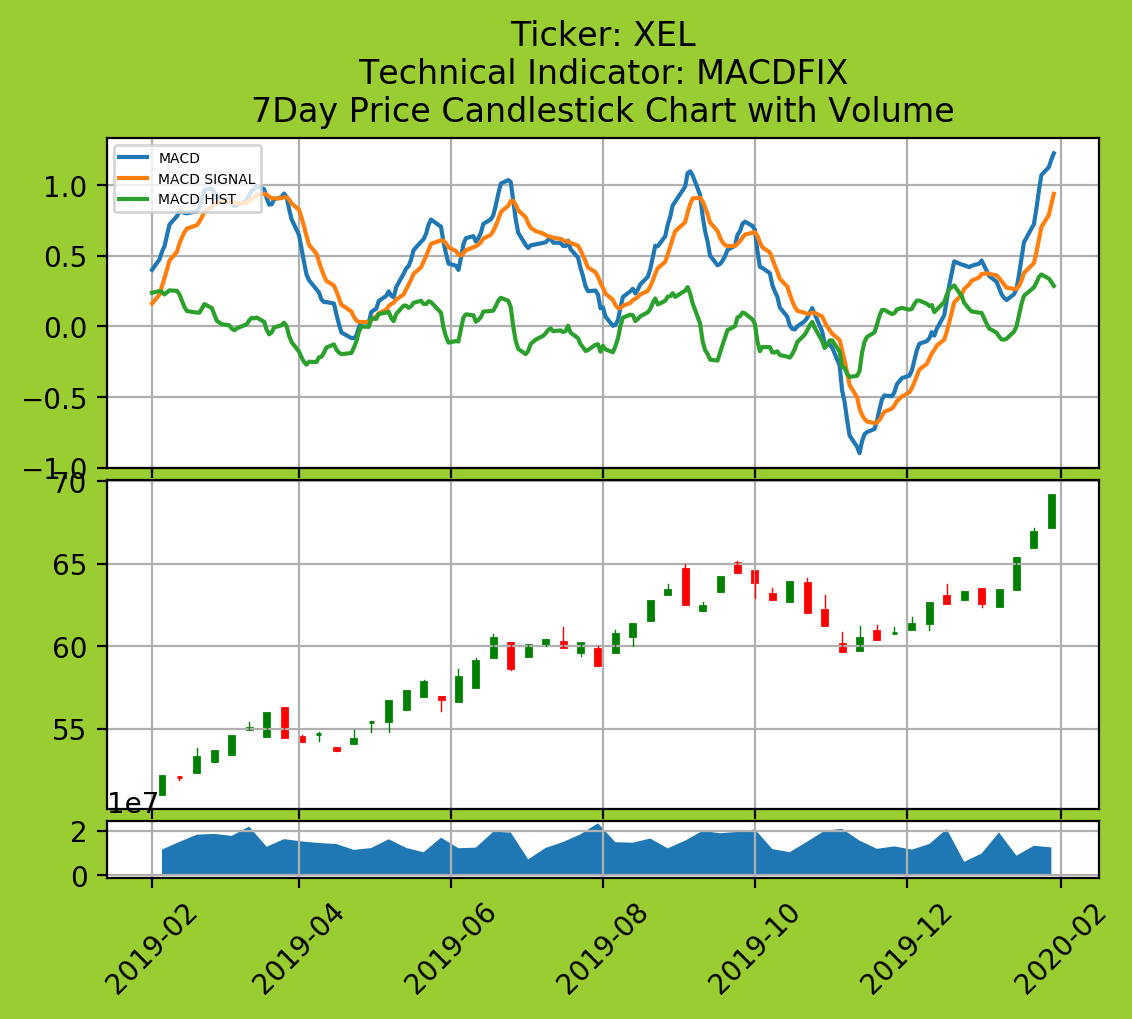 Ticker: XEL
Technical Indicator: MACDFIX
7Day Price Candlestick Chart with Volume
MACD
MACD SIGNAL
MACD HIST
1.0
0.5
0.0
−0.5
−1.0
70
65
60
55
1e7
2
0
2019-02
2019-04
2019-06
2019-08
2019-10
2019-12
2020-02